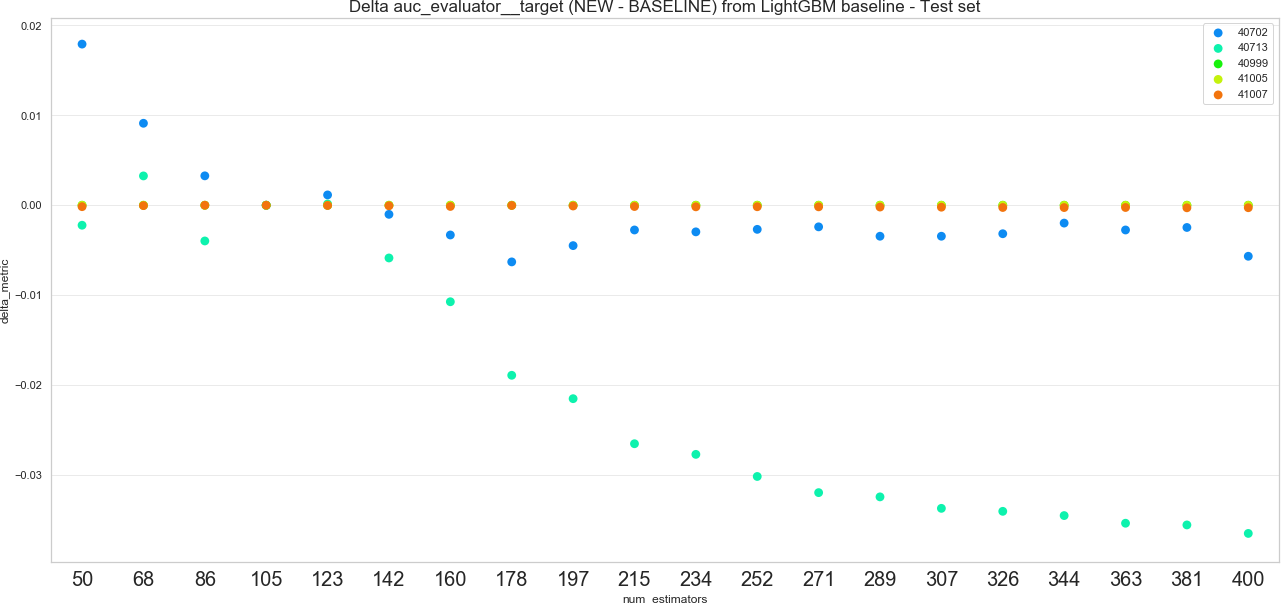 Delta auc_evaluator__target (NEW - BASELINE) from LightGBM baseline - Test set
40702
40713
40999
41005
41007
0.02
0.01
0.00
−0.01
−0.02
−0.03
delta_metric
50 68 86 105 123 142 160 178 197 215 234 252 271 289 307 326 344 363 381 400
num_estimators